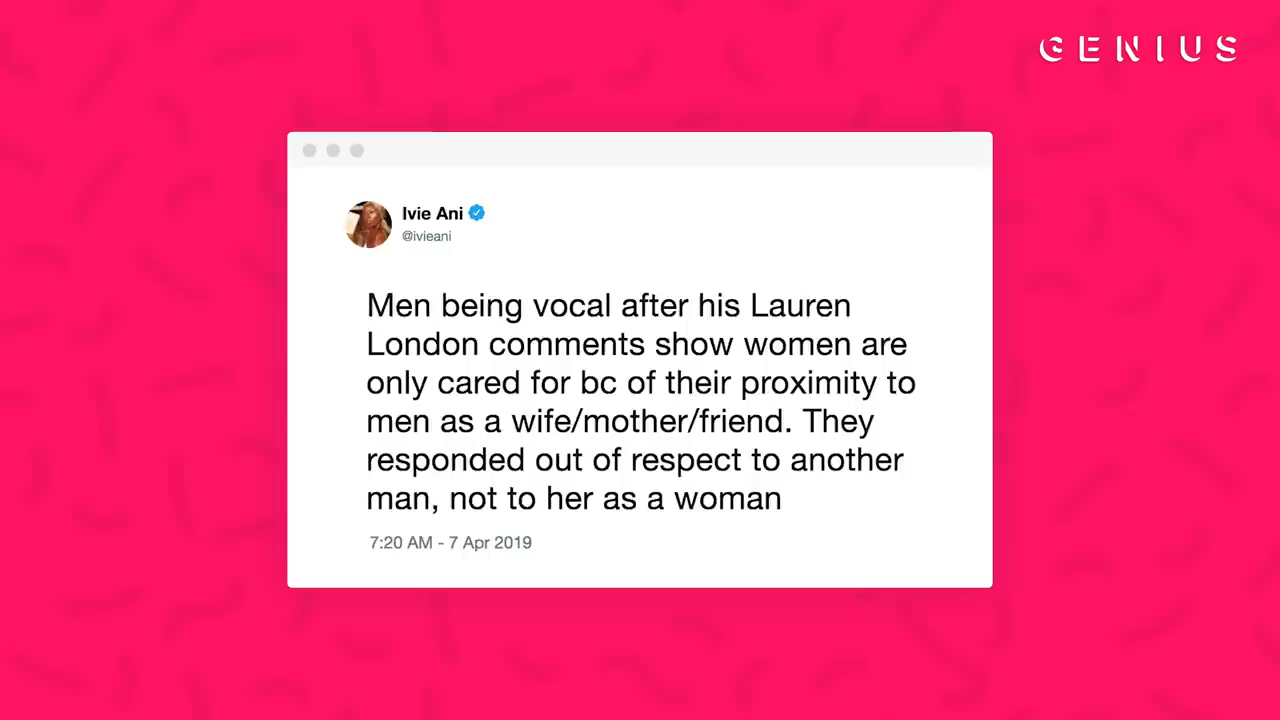 GENIUS
Ivie Ani
@ivieani
Men being vocal after his Lauren
London comments show women are
only cared for bc of their proximity to
men as a wife/mother/friend. They
responded out of respect to another
man, not to her as a woman
7:20 AM - 7 Apr 2019